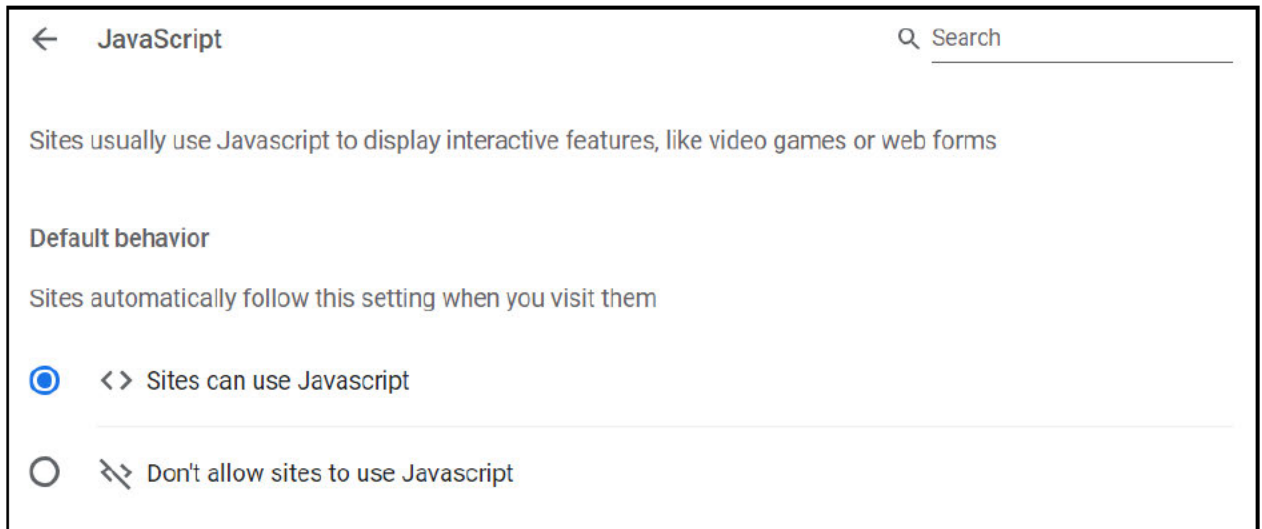 JavaScript
Search
Sites usually use Javascript to display interactive features, like video games or web forms
Default behavior
Sites automatically follow this setting when you visit them
Sites can use Javascript
Don't allow sites to use Javascript